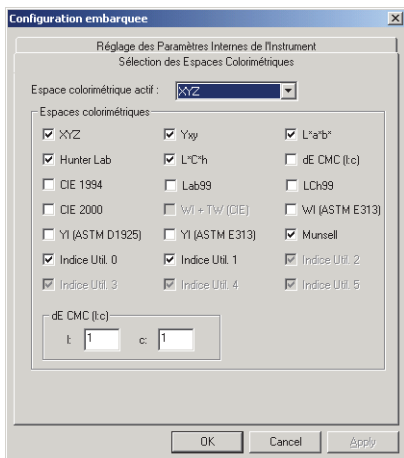 Configuration embarquee
Réglage des Paramètres Internes de l'Instrument
Sélection des Espaces Colorimétriques
Espace colorimétrique actif : XYZ
Espaces colorimétriques
XYZ Yxy L*a*b*
Hunter Lab L*C*h dE CMC (l:c)
CIE 1994 Lab99 LCh99
CIE 2000 WI + TW (CIE) WI (ASTM E313)
YI (ASTM D1925) YI (ASTM E313) Munsell
Indice Util. 0 Indice Util. 1 Indice Util. 2
Indice Util. 3 Indice Util. 4 Indice Util. 5
dE CMC (l:c)
l: 1 c: 1
OK Cancel Apply